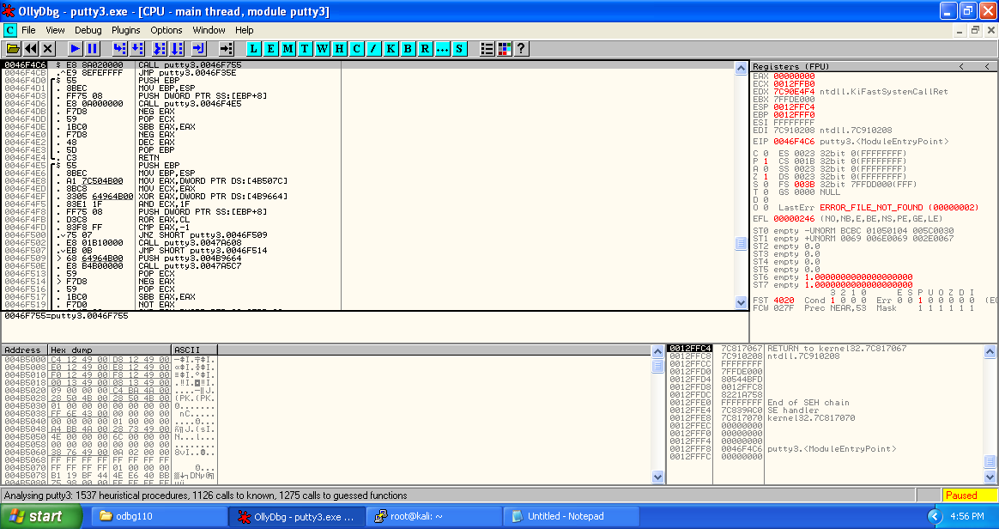 OllyDbg - putty3.exe - [CPU - main thread, module putty3]
C File View Debug Plugins Options Window Help
L E M T W H C / K B R ... S ?
0046F4C6 $ E8 8A020000 CALL putty3.0046F755
0046F4CB .^E9 8EFEFFFF JMP putty3.0046F35E
0046F4D0 $ 55 PUSH EBP
0046F4D1 . 8BEC MOV EBP,ESP
0046F4D3 . FF75 08 PUSH DWORD PTR SS:[EBP+8]
0046F4D6 . E8 0A000000 CALL putty3.0046F4E5
0046F4DB . F7D8 NEG EAX
0046F4DD . 59 POP ECX
0046F4DE . 1BC0 SBB EAX,EAX
0046F4E0 . F7D8 NEG EAX
0046F4E2 . 48 DEC EAX
0046F4E3 . 5D POP EBP
0046F4E4 . C3 RETN
0046F4E5 $ 55 PUSH EBP
0046F4E6 . 8BEC MOV EBP,ESP
0046F4E8 . A1 7C504B00 MOV EAX,DWORD PTR DS:[4B507C]
0046F4ED . 8BC8 MOV ECX,EAX
0046F4EF . 3305 64964B00 XOR EAX,DWORD PTR DS:[4B9664]
0046F4F5 . 83E1 1F AND ECX,1F
0046F4F8 . FF75 08 PUSH DWORD PTR SS:[EBP+8]
0046F4FB . D3C8 ROR EAX,CL
0046F4FD . 83F8 FF CMP EAX,-1
0046F500 .v75 07 JNZ SHORT putty3.0046F509
0046F502 . E8 01B10000 CALL putty3.0047A608
0046F507 .vEB 0B JMP SHORT putty3.0046F514
0046F509 > 68 64964B00 PUSH putty3.004B9664
0046F50E . E8 B4B00000 CALL putty3.0047A5C7
0046F513 . 59 POP ECX
0046F514 > F7D8 NEG EAX
0046F516 . 59 POP ECX
0046F517 . 1BC0 SBB EAX,EAX
0046F519 . F7D0 NOT EAX
0046F755=putty3.0046F755
Registers (FPU) < <
EAX 00000000
ECX 0012FFB0
EDX 7C90E4F4 ntdll.KiFastSystemCallRet
EBX 7FFDE000
ESP 0012FFC4
EBP 0012FFF0
ESI FFFFFFFF
EDI 7C910208 ntdll.7C910208
EIP 0046F4C6 putty3.<ModuleEntryPoint>
C 0 ES 0023 32bit 0(FFFFFFFF)
P 1 CS 001B 32bit 0(FFFFFFFF)
A 0 SS 0023 32bit 0(FFFFFFFF)
Z 1 DS 0023 32bit 0(FFFFFFFF)
S 0 FS 003B 32bit 7FFDD000(FFF)
T 0 GS 0000 NULL
D 0
O 0 LastErr ERROR_FILE_NOT_FOUND (00000002)
EFL 00000246 (NO,NB,E,BE,NS,PE,GE,LE)
ST0 empty -UNORM BCBC 01050104 005C0030
ST1 empty +UNORM 0069 006E0069 002E0067
ST2 empty 0.0
ST3 empty 0.0
ST4 empty 0.0
ST5 empty 0.0
ST6 empty 1.0000000000000000000
ST7 empty 1.0000000000000000000
3 2 1 0 E S P U O Z D I
FST 4020 Cond 1 0 0 0 Err 0 0 1 0 0 0 0 0
FCW 027F Prec NEAR,53 Mask 1 1 1 1 1 1
Address Hex dump ASCII
004B5000 C4 12 49 00 D8 12 49 00
004B5008 E0 12 49 00 E8 12 49 00
004B5010 F0 12 49 00 F8 12 49 00
004B5018 00 13 49 00 08 13 49 00
004B5020 09 00 00 00 C4 BA 4A 00
004B5028 28 50 4B 00 28 50 4B 00 (PK.(PK.
004B5030 01 00 00 00 00 00 00 00
004B5038 FF 6E 43 00 00 00 00 00 nC.....
004B5040 00 00 00 00 01 00 00 00
004B5048 A4 BB 4A 00 28 73 49 00
004B5050 4E 00 00 00 6C 00 00 00 N...l...
004B5058 00 00 00 00 00 00 00 00 ........
004B5060 38 76 49 00 0A 02 00 00
004B5068 FF FF FF FF FF FF FF FF
004B5070 FF FF FF FF 01 00 00 00
004B5078 B1 19 BF 44 4E E6 40 BB
0012FFC4 7C817067 RETURN to kernel32.7C817067
0012FFC8 7C910208 ntdll.7C910208
0012FFCC FFFFFFFF
0012FFD0 7FFDE000
0012FFD4 80544BFD
0012FFD8 0012FFC8
0012FFDC 8221A758
0012FFE0 FFFFFFFF End of SEH chain
0012FFE4 7C839AC0 SE handler
0012FFE8 7C817070 kernel32.7C817070
0012FFEC 00000000
0012FFF0 00000000
0012FFF4 00000000
0012FFF8 0046F4C6 putty3.<ModuleEntryPoint>
0012FFFC 00000000
Analysing putty3: 1537 heuristical procedures, 1126 calls to known, 1275 calls to guessed functions Paused
start odbg110 OllyDbg - putty3.exe ... root@kali: ~ Untitled - Notepad 4:56 PM